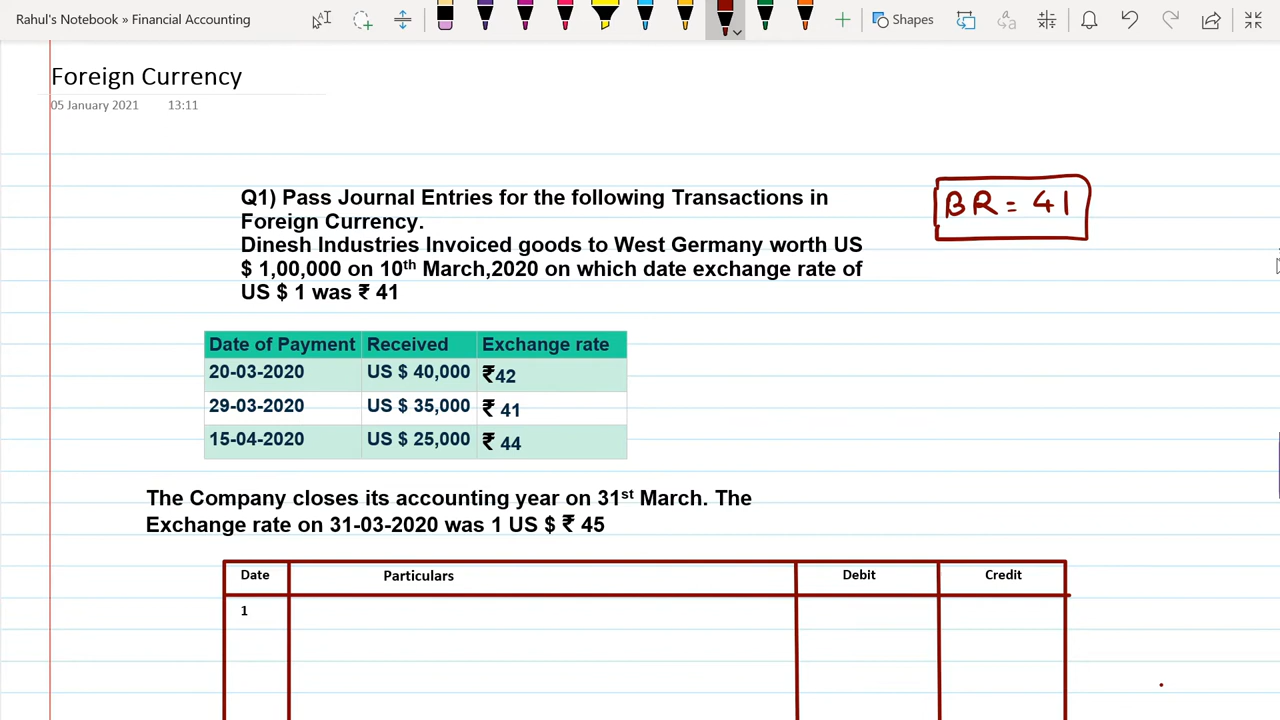 Rahul's Notebook » Financial Accounting
Shapes
Foreign Currency
05 January 2021 13:11
Q1) Pass Journal Entries for the following Transactions in
Foreign Currency.
Dinesh Industries Invoiced goods to West Germany worth US
$ 1,00,000 on 10th March,2020 on which date exchange rate of
US $ 1 was ₹ 41
BR = 41
Date of Payment Received Exchange rate
20-03-2020 US $ 40,000 ₹42
29-03-2020 US $ 35,000 ₹ 41
15-04-2020 US $ 25,000 ₹ 44
The Company closes its accounting year on 31st March. The
Exchange rate on 31-03-2020 was 1 US $ ₹ 45
Date Particulars Debit Credit
1